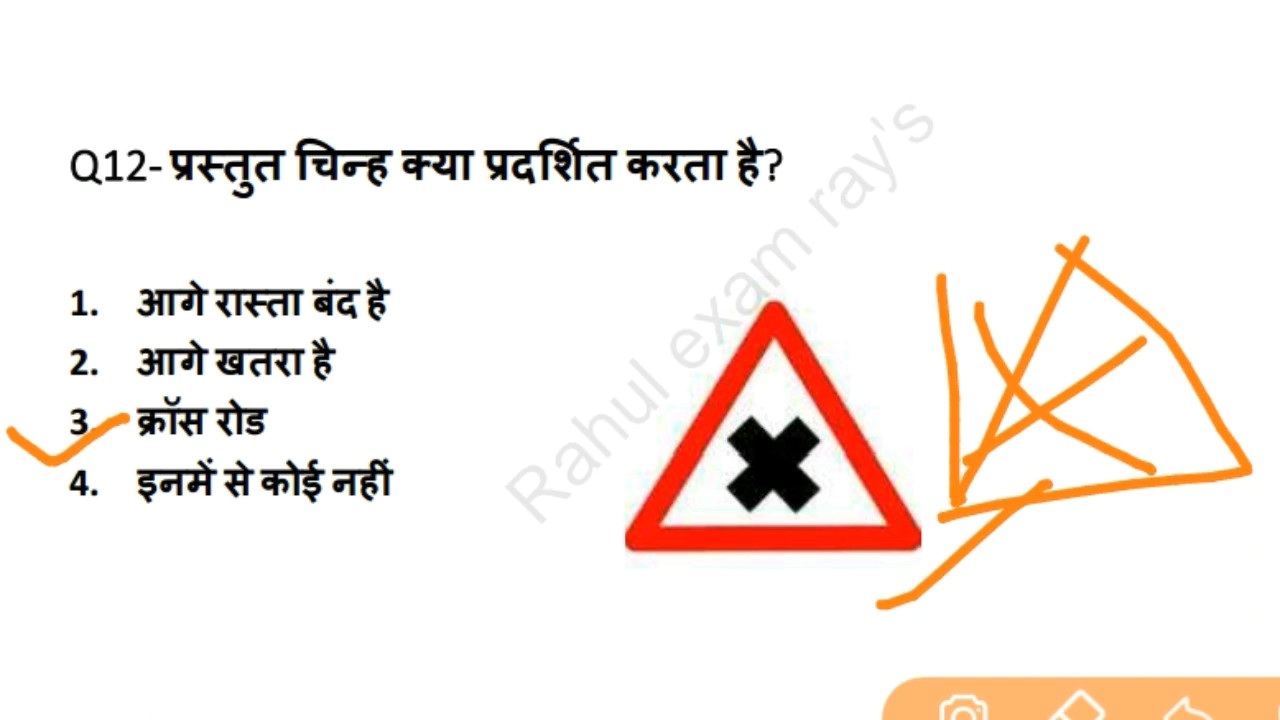 Q12- प्रस्तुत चिन्ह क्या प्रदर्शित करता है?
1. आगे रास्ता बंद है
2. आगे खतरा है
3. क्रॉस रोड
4. इनमें से कोई नहीं
Rahul exam ray's